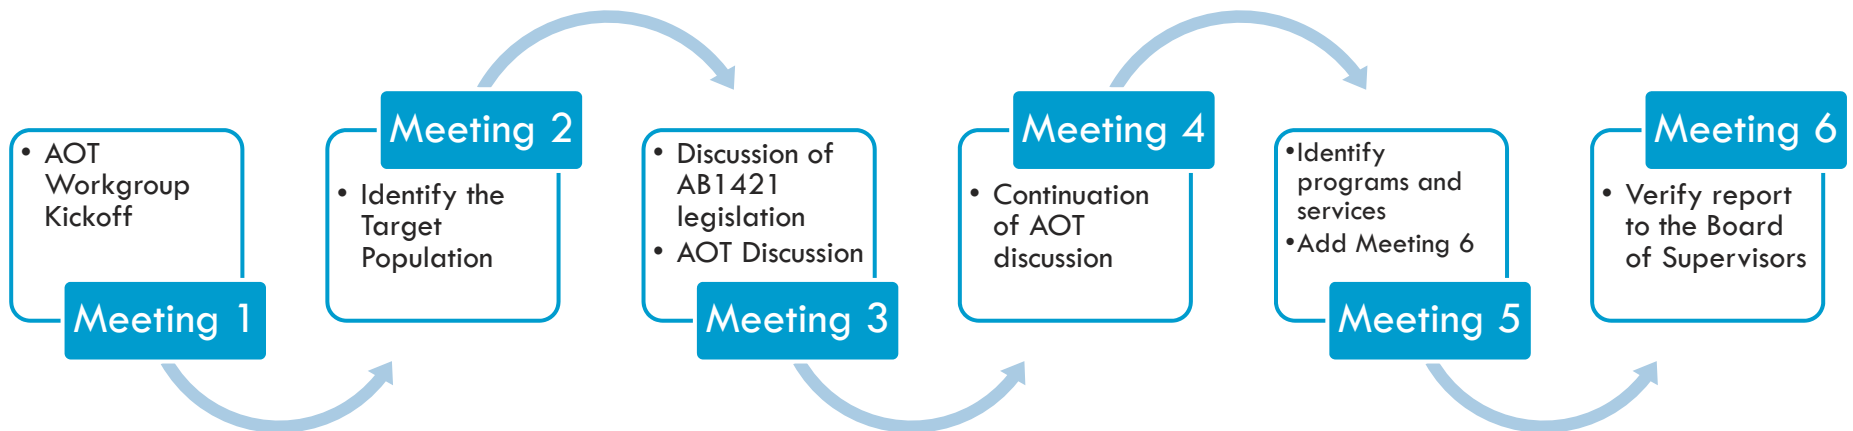 • AOT
Workgroup
Kickoff
Meeting 1
Meeting 2
• Identify the
Target
Population
• Discussion of
AB1421
legislation
• AOT Discussion
Meeting 3
Meeting 4
• Continuation
of AOT
discussion
•Identify
programs and
services
•Add Meeting 6
Meeting 5
Meeting 6
• Verify report
to the Board
of Supervisors